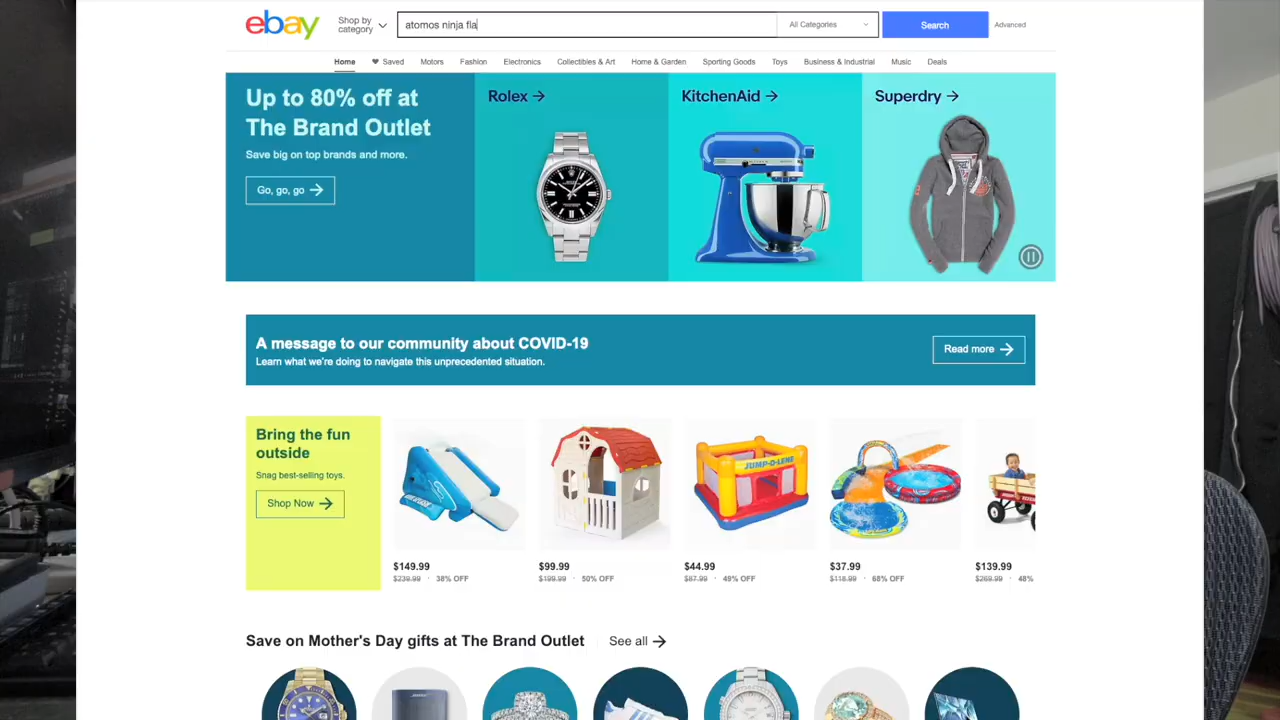 ebay
Shop by
category
atomos ninja fla
All Categories
Search
Advanced
Home
Saved
Motors
Fashion
Electronics
Collectibles & Art
Home & Garden
Sporting Goods
Toys
Business & Industrial
Music
Deals
Up to 80% off at
The Brand Outlet
Save big on top brands and more.
Go, go, go
Rolex
KitchenAid
Superdry
A message to our community about COVID-19
Learn what we're doing to navigate this unprecedented situation.
Read more
Bring the fun
outside
Snag best-selling toys.
Shop Now
JUMP-O-LENE
$149.99
$239.99 · 38% OFF
$99.99
$199.99 · 50% OFF
$44.99
$87.99 · 49% OFF
$37.99
$118.99 · 68% OFF
$139.99
$269.99 · 48%
Save on Mother's Day gifts at The Brand Outlet
See all